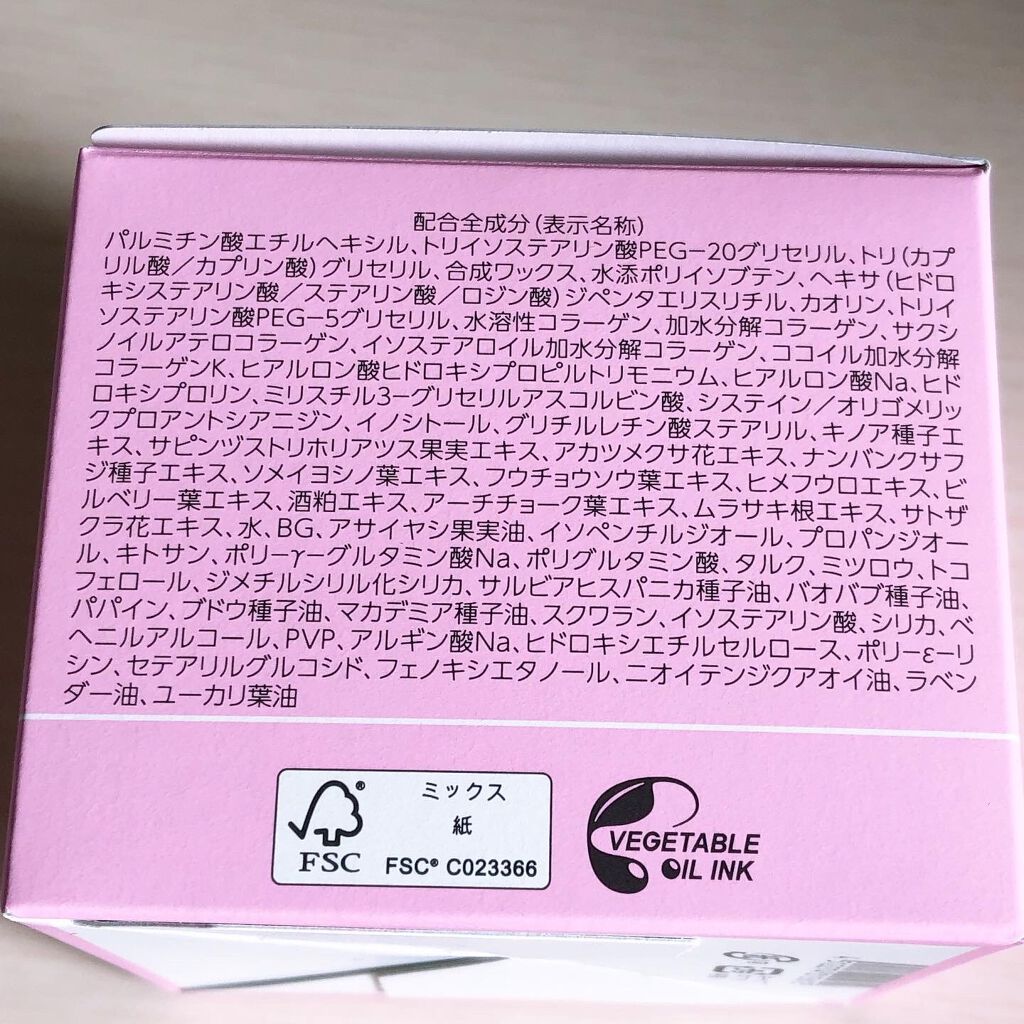 配合全成分(表示名称)
パルミチン酸エチルヘキシル、トリイソステアリン酸PEG−20グリセリル、トリ(カプ
リル酸／カプリン酸)グリセリル、合成ワックス、水添ポリイソブテン、ヘキサ(ヒドロ
キシステアリン酸／ステアリン酸／ロジン酸)ジペンタエリスリチル、カオリン、トリイ
ソステアリン酸PEG−5グリセリル、水溶性コラーゲン、加水分解コラーゲン、サクシ
ノイルアテロコラーゲン、イソステアロイル加水分解コラーゲン、ココイル加水分解
コラーゲンK、ヒアルロン酸ヒドロキシプロピルトリモニウム、ヒアルロン酸Na、ヒド
ロキシプロリン、ミリスチル3−グリセリルアスコルビン酸、システイン／オリゴメリッ
クプロアントシアニジン、イノシトール、グリチルレチン酸ステアリル、キノア種子エ
キス、サピンヅストリホリアツス果実エキス、アカツメクサ花エキス、ナンバンクサフ
ジ種子エキス、ソメイヨシノ葉エキス、フウチョウソウ葉エキス、ヒメフウロエキス、ビ
ルベリー葉エキス、酒粕エキス、アーチチョーク葉エキス、ムラサキ根エキス、サトザ
クラ花エキス、水、BG、アサイヤシ果実油、イソペンチルジオール、プロパンジオー
ル、キトサン、ポリ−γ−グルタミン酸Na、ポリグルタミン酸、タルク、ミツロウ、トコ
フェロール、ジメチルシリル化シリカ、サルビアヒスパニカ種子油、バオバブ種子油、
パパイン、ブドウ種子油、マカデミア種子油、スクワラン、イソステアリン酸、シリカ、ベ
ヘニルアルコール、PVP、アルギン酸Na、ヒドロキシエチルセルロース、ポリ−ε−リ
シン、セテアリルグルコシド、フェノキシエタノール、ニオイテンジクアオイ油、ラベン
ダー油、ユーカリ葉油
FSC
ミックス
紙
FSC® C023366
VEGETABLE
OIL INK